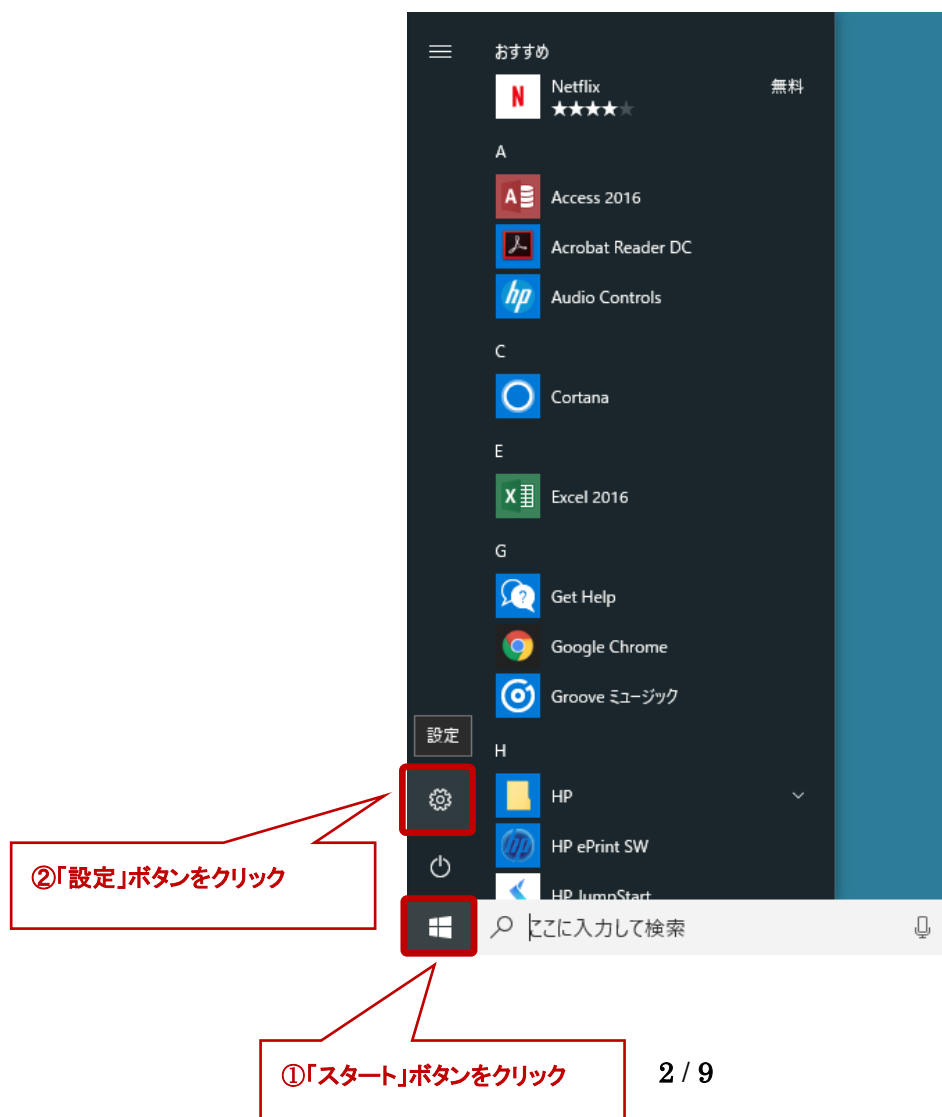 おすすめ
Netflix 無料
★★★★★
A
Access 2016
Acrobat Reader DC
Audio Controls
C
Cortana
E
Excel 2016
G
Get Help
Google Chrome
Groove ミュージック
設定
H
HP
HP ePrint SW
HP JumpStart
②「設定」ボタンをクリック
ここに入力して検索
①「スタート」ボタンをクリック
2 / 9